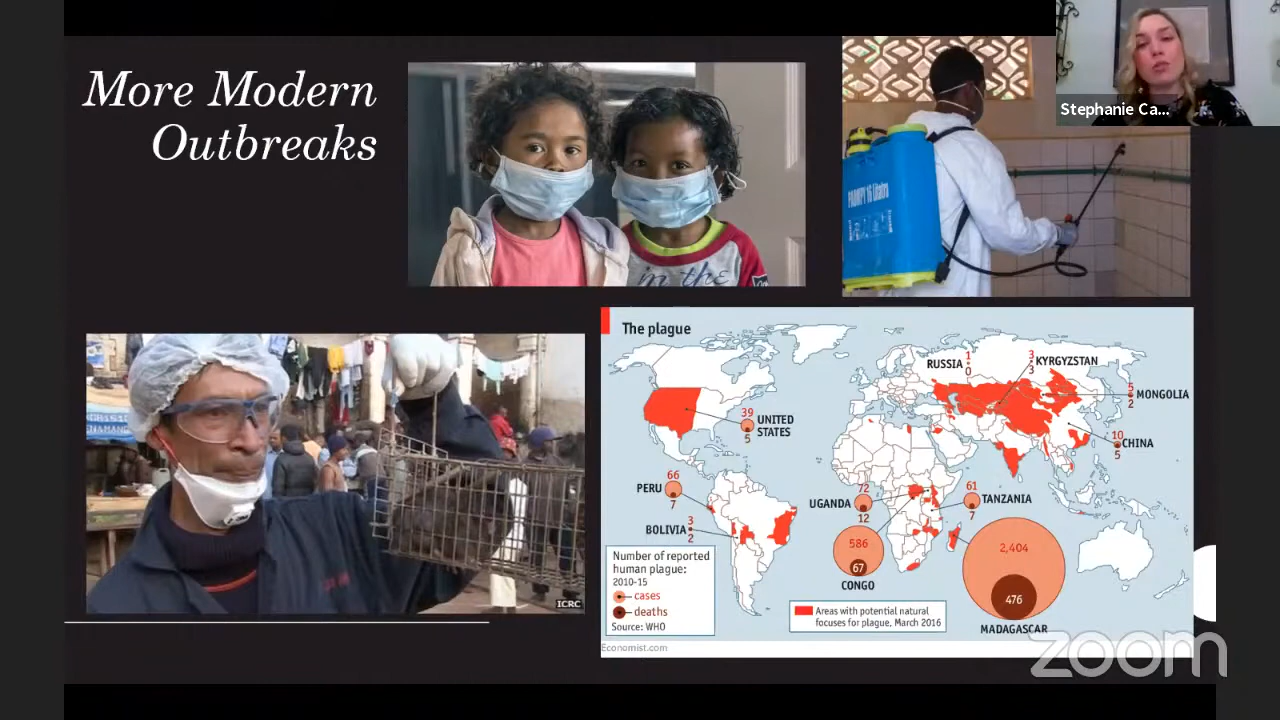 More Modern
Outbreaks
Stephanie Ca...
in the
ICRC
The plague
RUSSIA
1
0
3
3
KYRGYZSTAN
5
2
MONGOLIA
39
5
UNITED
STATES
10
5
CHINA
66
PERU
7
72
UGANDA
12
61
TANZANIA
7
BOLIVIA
3
2
586
67
CONGO
2,404
476
MADAGASCAR
Number of reported
human plague:
2010-15
cases
deaths
Source: WHO
Areas with potential natural
focuses for plague, March 2016
Economist.com
zoom